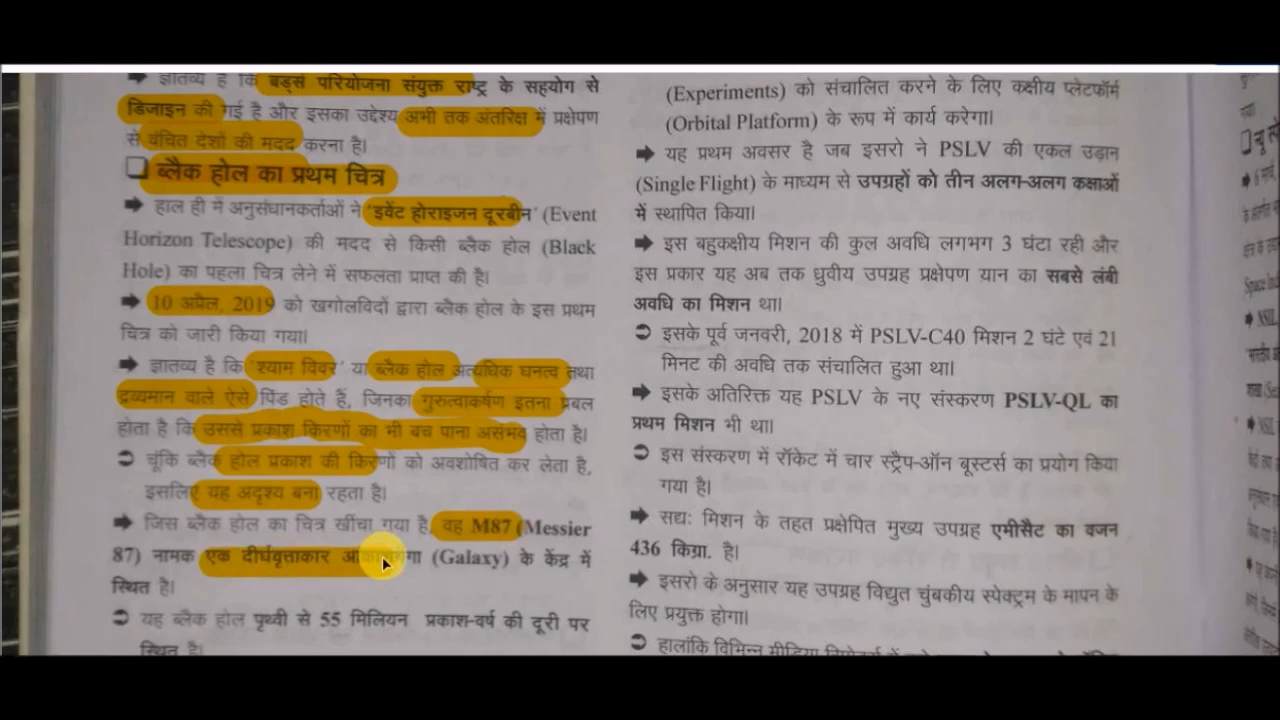 ➡ ज्ञातव्य है कि बर्ड्स परियोजना संयुक्त राष्ट्र के सहयोग से
डिजाइन की गई है और इसका उद्देश्य अभी तक अंतरिक्ष में प्रक्षेपण
से वंचित देशों की मदद करना है।
❑ ब्लैक होल का प्रथम चित्र
➡ हाल ही में अनुसंधानकर्ताओं ने 'इवेंट होराइजन दूरबीन' (Event
Horizon Telescope) की मदद से किसी ब्लैक होल (Black
Hole) का पहला चित्र लेने में सफलता प्राप्त की है।
➡ 10 अप्रैल, 2019 को खगोलविदों द्वारा ब्लैक होल के इस प्रथम
चित्र को जारी किया गया।
➡ ज्ञातव्य है कि 'श्याम विवर' या ब्लैक होल अत्यधिक घनत्व तथा
द्रव्यमान वाले ऐसे पिंड होते हैं, जिनका गुरुत्वाकर्षण इतना प्रबल
होता है कि उससे प्रकाश किरणों का भी बच पाना असंभव होता है।
➲ चूंकि ब्लैक होल प्रकाश की किरणों को अवशोषित कर लेता है,
इसलिए यह अदृश्य बना रहता है।
➡ जिस ब्लैक होल का चित्र खींचा गया है, वह M87 (Messier
87) नामक एक दीर्घवृत्ताकार आकाशगंगा (Galaxy) के केंद्र में
स्थित है।
➲ यह ब्लैक होल पृथ्वी से 55 मिलियन प्रकाश-वर्ष की दूरी पर
स्थित है।
(Experiments) को संचालित करने के लिए कक्षीय प्लेटफॉर्म
(Orbital Platform) के रूप में कार्य करेगा।
➡ यह प्रथम अवसर है जब इसरो ने PSLV की एकल उड़ान
(Single Flight) के माध्यम से उपग्रहों को तीन अलग-अलग कक्षाओं
में स्थापित किया।
➡ इस बहुकक्षीय मिशन की कुल अवधि लगभग 3 घंटा रही और
इस प्रकार यह अब तक ध्रुवीय उपग्रह प्रक्षेपण यान का सबसे लंबी
अवधि का मिशन था।
➲ इसके पूर्व जनवरी, 2018 में PSLV-C40 मिशन 2 घंटे एवं 21
मिनट की अवधि तक संचालित हुआ था।
➡ इसके अतिरिक्त यह PSLV के नए संस्करण PSLV-QL का
प्रथम मिशन भी था।
➲ इस संस्करण में रॉकेट में चार स्ट्रैप-ऑन बूस्टर्स का प्रयोग किया
गया है।
➡ सद्यः मिशन के तहत प्रक्षेपित मुख्य उपग्रह एमीसैट का वजन
436 किग्रा. है।
➡ इसरो के अनुसार यह उपग्रह विद्युत चुंबकीय स्पेक्ट्रम के मापन के
लिए प्रयुक्त होगा।
➲ हालांकि विभिन्न मीडिया
❑ न्यू
➡ 6 मार्च,
Space
➡ NSIL